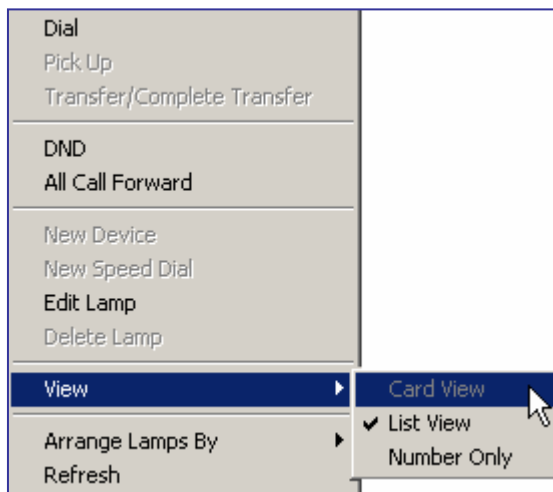 Dial
Pick Up
Transfer/Complete Transfer
DND
All Call Forward
New Device
New Speed Dial
Edit Lamp
Delete Lamp
View
Card View
List View
Number Only
Arrange Lamps By
Refresh